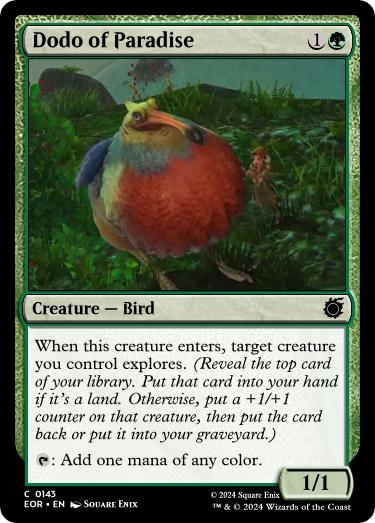 Dodo of Paradise 1
Creature — Bird
When this creature enters, target creature
you control explores. (Reveal the top card
of your library. Put that card into your hand
if it's a land. Otherwise, put a +1/+1
counter on that creature, then put the card
back or put it into your graveyard.)
: Add one mana of any color.
1/1
C 0143
EOR • EN Square Enix
© 2024 Square Enix
™ & © 2024 Wizards of the Coast